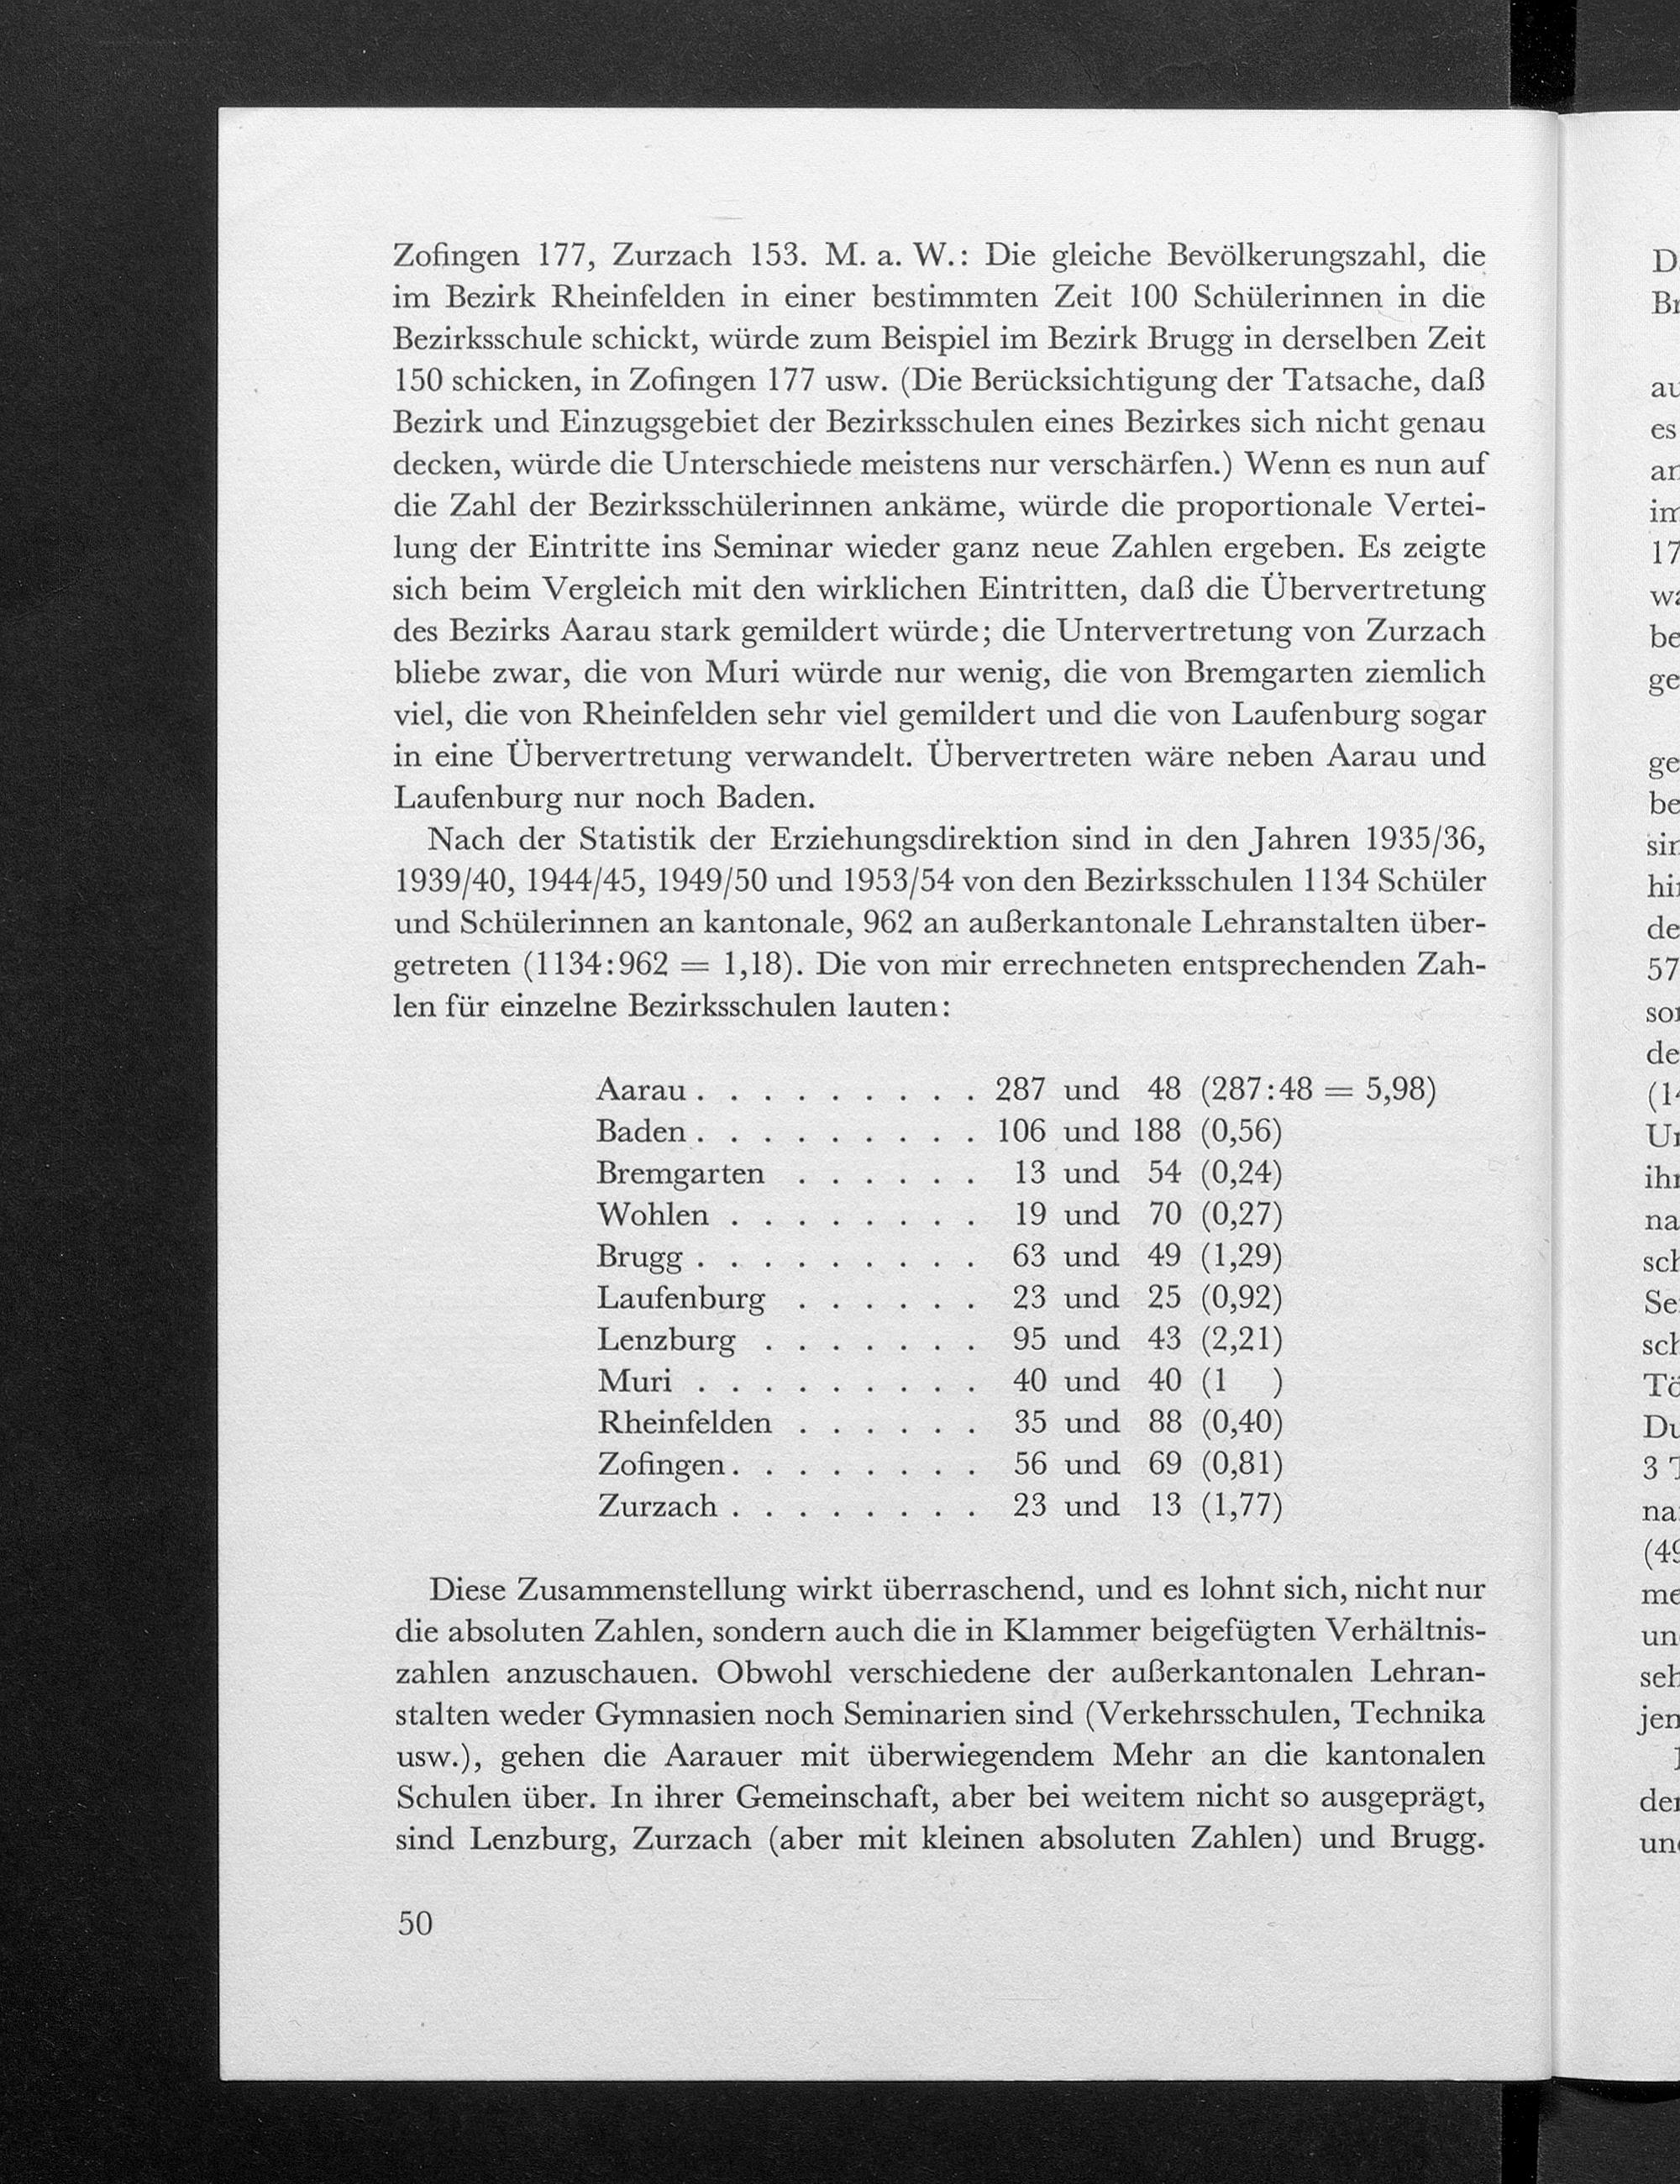 Zofingen 177, Zurzach 153. M. a. W.: Die gleiche Bevölkerungszahl, die
im Bezirk Rheinfelden in einer bestimmten Zeit 100 Schülerinnen in die
Bezirksschule schickt, würde zum Beispiel im Bezirk Brugg in derselben Zeit
150 schicken, in Zofingen 177 usw. (Die Berücksichtigung der Tatsache, daß
Bezirk und Einzugsgebiet der Bezirksschulen eines Bezirkes sich nicht genau
decken, würde die Unterschiede meistens nur verschärfen.) Wenn es nun auf
die Zahl der Bezirksschülerinnen ankäme, würde die proportionale Vertei-
lung der Eintritte ins Seminar wieder ganz neue Zahlen ergeben. Es zeigte
sich beim Vergleich mit den wirklichen Eintritten, daß die Übervertretung
des Bezirks Aarau stark gemildert würde; die Untervertretung von Zurzach
bliebe zwar, die von Muri würde nur wenig, die von Bremgarten ziemlich
viel, die von Rheinfelden sehr viel gemildert und die von Laufenburg sogar
in eine Übervertretung verwandelt. Übervertreten wäre neben Aarau und
Laufenburg nur noch Baden.
Nach der Statistik der Erziehungsdirektion sind in den Jahren 1935/36,
1939/40, 1944/45, 1949/50 und 1953/54 von den Bezirksschulen 1134 Schüler
und Schülerinnen an kantonale, 962 an außerkantonale Lehranstalten über-
getreten (1134:962 = 1,18). Die von mir errechneten entsprechenden Zah-
len für einzelne Bezirksschulen lauten:
Aarau . . . . . . . . . 287 und 48 (287:48 = 5,98)
Baden . . . . . . . . . 106 und 188 (0,56)
Bremgarten . . . . . . 13 und 54 (0,24)
Wohlen . . . . . . . . 19 und 70 (0,27)
Brugg . . . . . . . . . 63 und 49 (1,29)
Laufenburg . . . . . . 23 und 25 (0,92)
Lenzburg . . . . . . . 95 und 43 (2,21)
Muri . . . . . . . . . 40 und 40 (1 )
Rheinfelden . . . . . . 35 und 88 (0,40)
Zofingen . . . . . . . . 56 und 69 (0,81)
Zurzach . . . . . . . . 23 und 13 (1,77)
Diese Zusammenstellung wirkt überraschend, und es lohnt sich, nicht nur
die absoluten Zahlen, sondern auch die in Klammer beigefügten Verhältnis-
zahlen anzuschauen. Obwohl verschiedene der außerkantonalen Lehran-
stalten weder Gymnasien noch Seminarien sind (Verkehrsschulen, Technika
usw.), gehen die Aarauer mit überwiegendem Mehr an die kantonalen
Schulen über. In ihrer Gemeinschaft, aber bei weitem nicht so ausgeprägt,
sind Lenzburg, Zurzach (aber mit kleinen absoluten Zahlen) und Brugg.
50